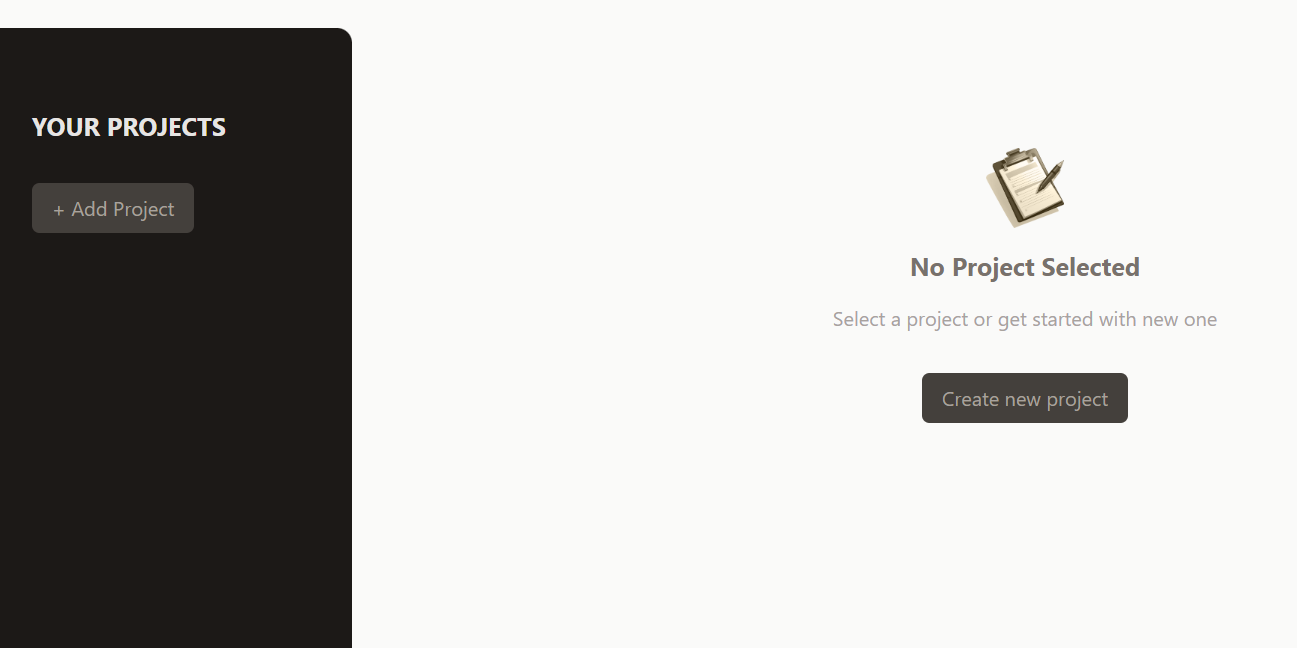 YOUR PROJECTS
+ Add Project
No Project Selected
Select a project or get started with new one
Create new project